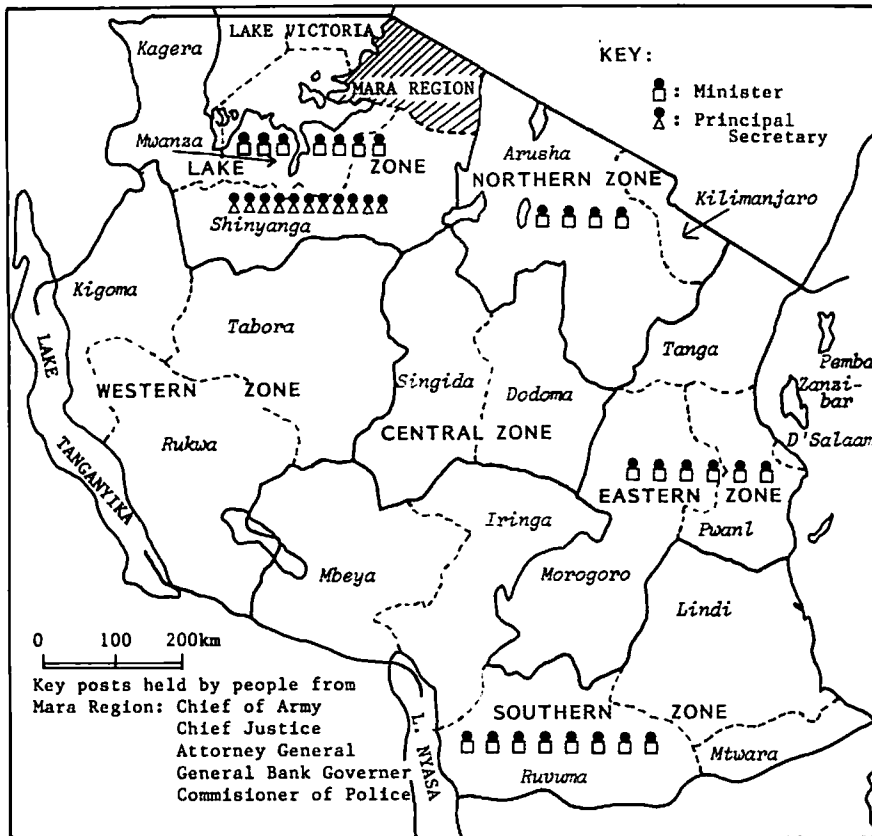 Kagera
LAKE VICTORIA
KEY:
MARA REGION
: Minister
: Principal
Secretary
Mwanza
LAKE ZONE
Arusha
NORTHERN ZONE
Kilimanjaro
Shinyanga
Kigoma
Tabora
Tanga
Pemba
Zanzi-
bar
LAKE TANGANYIKA
WESTERN ZONE
Singida
Dodoma
Rukwa
CENTRAL ZONE
D'Salaam
EASTERN ZONE
Iringa
Pwanl
Mbeya
Morogoro
Lindi
0 100 200km
Key posts held by people from
Mara Region: Chief of Army
Chief Justice
Attorney General
General Bank Governer
Commisioner of Police
L. NYASA
SOUTHERN ZONE
Mtwara
Ruvuma